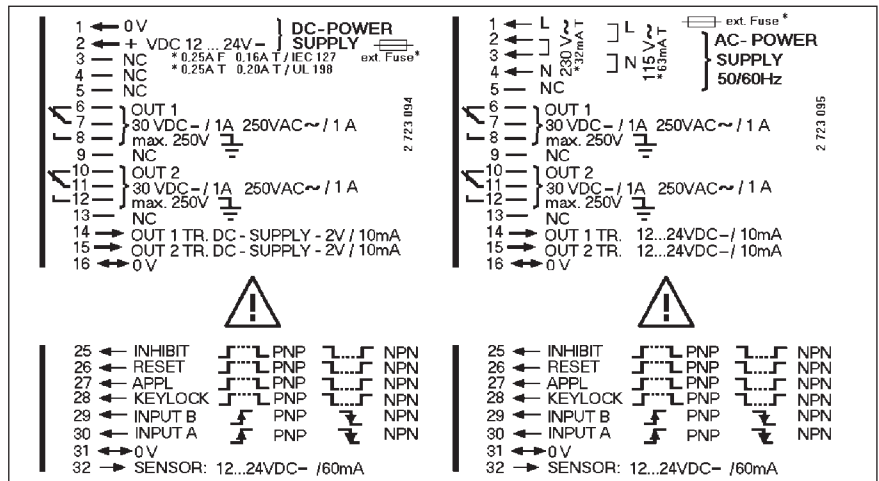 1 0V DC-POWER
2 + VDC 12 ... 24V SUPPLY
3 NC * 0.25A F 0.16A T / IEC 127 ext. Fuse*
4 NC * 0.25A T 0.20A T / UL 198
5 NC
6 OUT 1
7 30 VDC / 1A 250VAC ~ / 1 A
8 max. 250V
9 NC
10 OUT 2
11 30 VDC / 1A 250VAC ~ / 1 A
12 max. 250V
13 NC
14 OUT 1 TR. DC - SUPPLY - 2V / 10mA
15 OUT 2 TR. DC - SUPPLY - 2V / 10mA
16 0 V
2 723 094
25 INHIBIT PNP NPN
26 RESET PNP NPN
27 APPL PNP NPN
28 KEYLOCK PNP NPN
29 INPUT B PNP NPN
30 INPUT A PNP NPN
31 0 V
32 SENSOR: 12...24VDC /60mA
1 L L ext. Fuse *
2 AC- POWER
3 SUPPLY
4 N N 50/60Hz
5 NC
230 V~
*32mA T
115 V~
*63mA T
6 OUT 1
7 30 VDC / 1A 250VAC ~ / 1 A
8 max. 250V
9 NC
10 OUT 2
11 30 VDC / 1A 250VAC ~ / 1 A
12 max. 250V
13 NC
14 OUT 1 TR. 12...24VDC / 10mA
15 OUT 2 TR. 12...24VDC / 10mA
16 0 V
2 723 095
25 INHIBIT PNP NPN
26 RESET PNP NPN
27 APPL PNP NPN
28 KEYLOCK PNP NPN
29 INPUT B PNP NPN
30 INPUT A PNP NPN
31 0 V
32 SENSOR: 12...24VDC /60mA